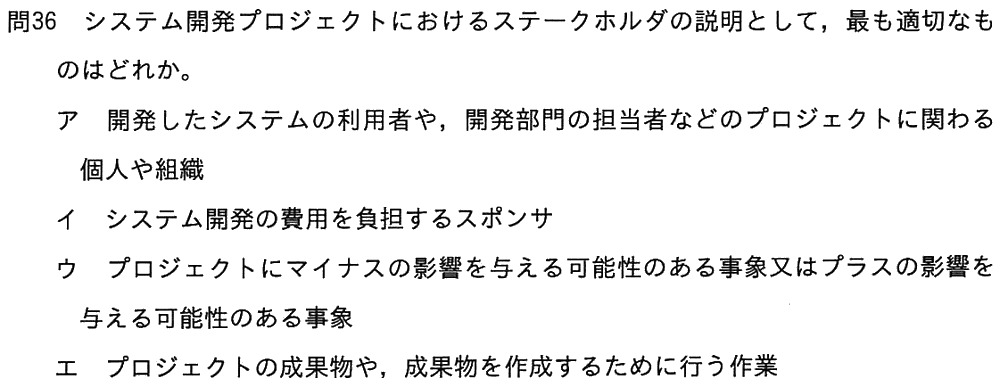 問36 システム開発プロジェクトにおけるステークホルダの説明として，最も適切なも
のはどれか。
ア 開発したシステムの利用者や，開発部門の担当者などのプロジェクトに関わる
個人や組織
イ システム開発の費用を負担するスポンサ
ウ プロジェクトにマイナスの影響を与える可能性のある事象又はプラスの影響を
与える可能性のある事象
エ プロジェクトの成果物や，成果物を作成するために行う作業